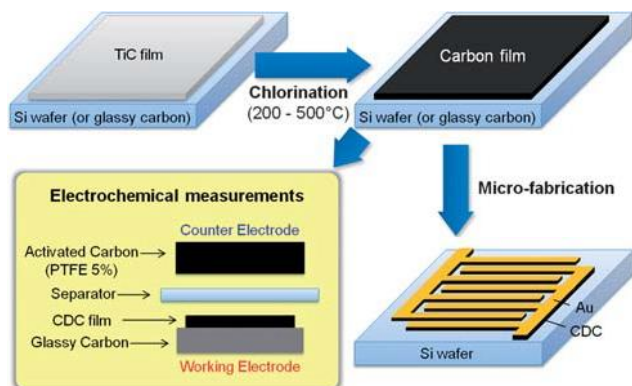 TiC film
Si wafer (or glassy carbon)
Chlorination
(200 - 500°C)
Carbon film
Si wafer (or glassy carbon)
Electrochemical measurements
Counter Electrode
Activated Carbon
(PTFE 5%)
Separator
CDC film
Glassy Carbon
Working Electrode
Micro-fabrication
Au
CDC
Si wafer